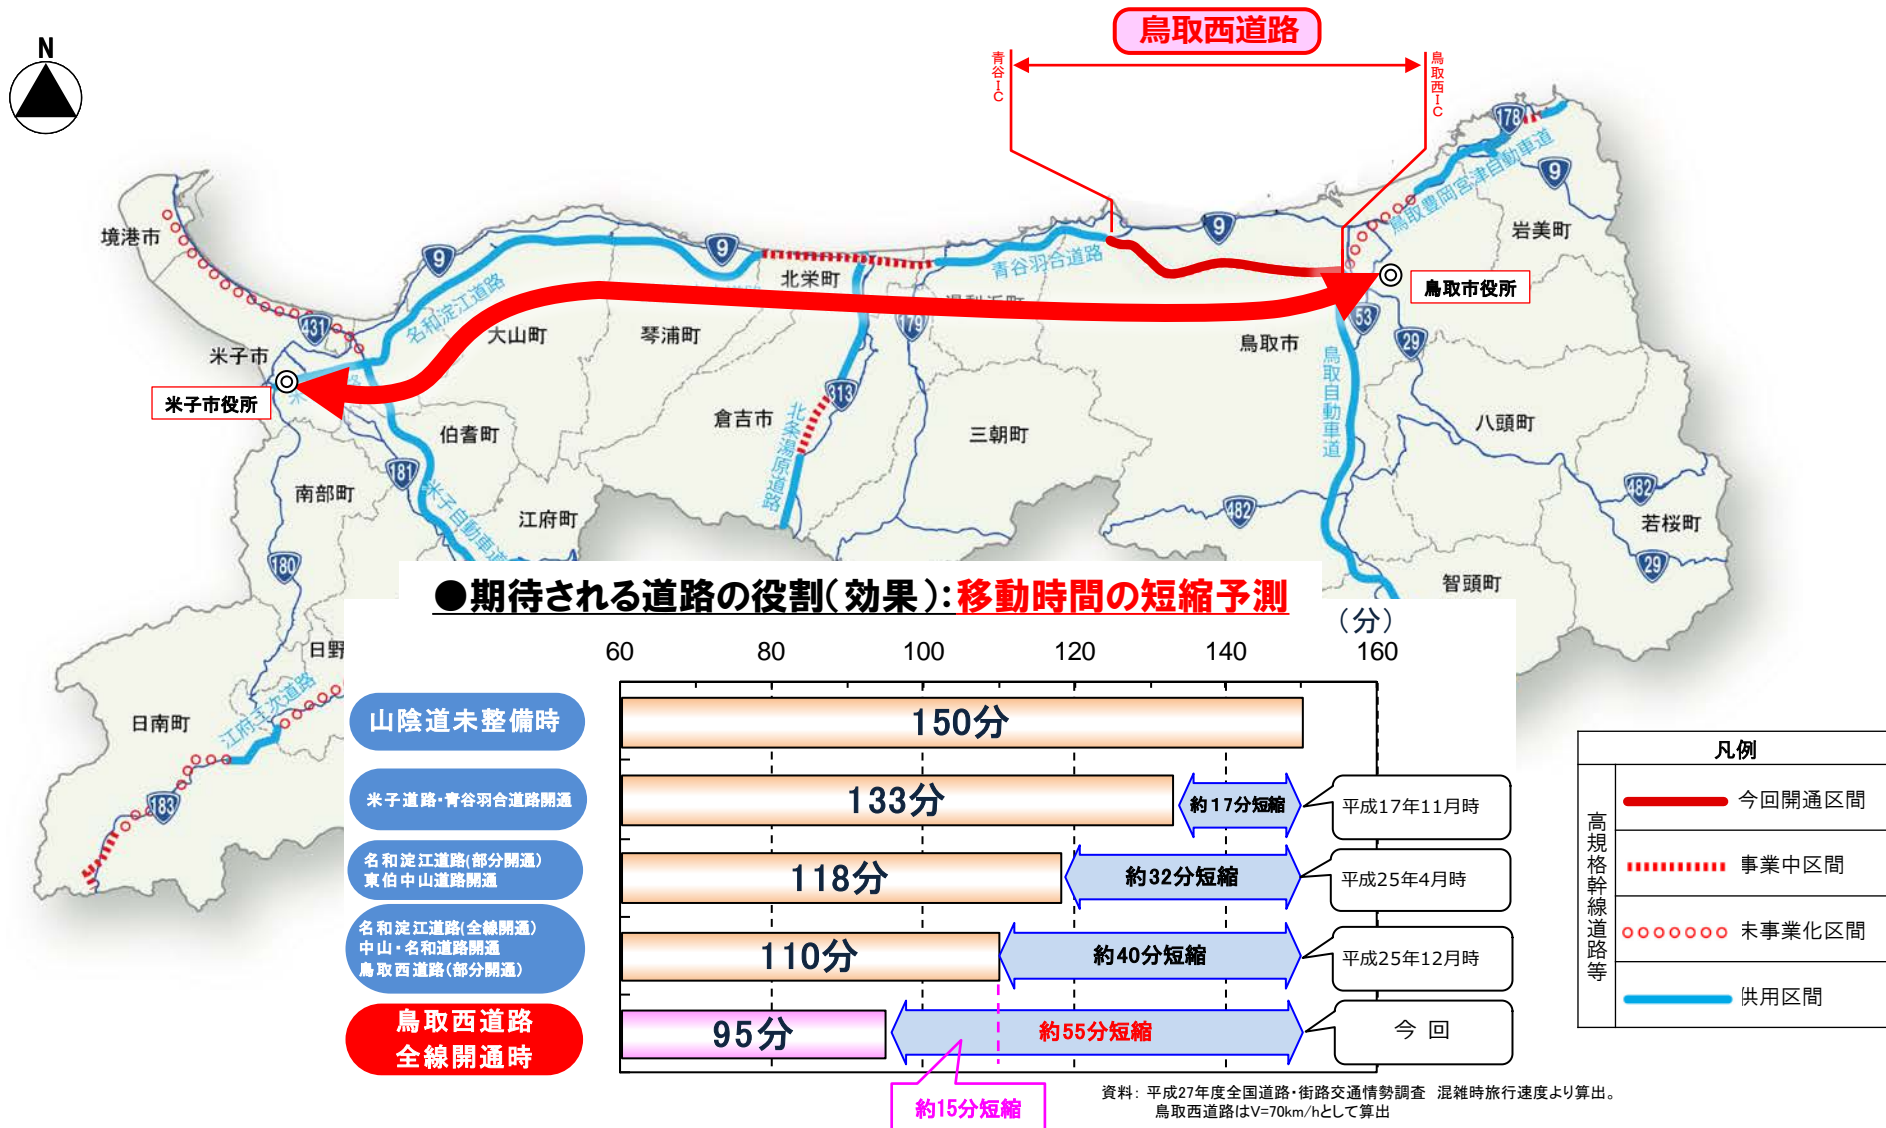 鳥取西道路
青谷IC
鳥取西IC
N
178
鳥取豊岡宮津自動車道
9
岩美町
境港市
9
名和淀江道路
9
北栄町
青谷羽合道路
9
鳥取市役所
431
大山町
琴浦町
179
鳥取市
53
29
米子市
米子市役所
伯耆町
倉吉市
313
北条湯原道路
三朝町
鳥取自動車道
八頭町
181
南部町
米子自動車道
江府町
482
482
若桜町
180
29
智頭町
日野
日南町
江府三次道路
183
●期待される道路の役割(効果):移動時間の短縮予測
(分)
60 80 100 120 140 160
山陰道未整備時
150分
米子道路・青谷羽合道路開通
133分
約17分短縮
平成17年11月時
名和淀江道路(部分開通)
東伯中山道路開通
118分
約32分短縮
平成25年4月時
名和淀江道路(全線開通)
中山・名和道路開通
鳥取西道路(部分開通)
110分
約40分短縮
平成25年12月時
鳥取西道路
全線開通時
95分
約55分短縮
今 回
約15分短縮
資料: 平成27年度全国道路・街路交通情勢調査 混雑時旅行速度より算出。
鳥取西道路はV=70km/hとして算出
凡例
高規格幹線道路等
今回開通区間
事業中区間
未事業化区間
供用区間